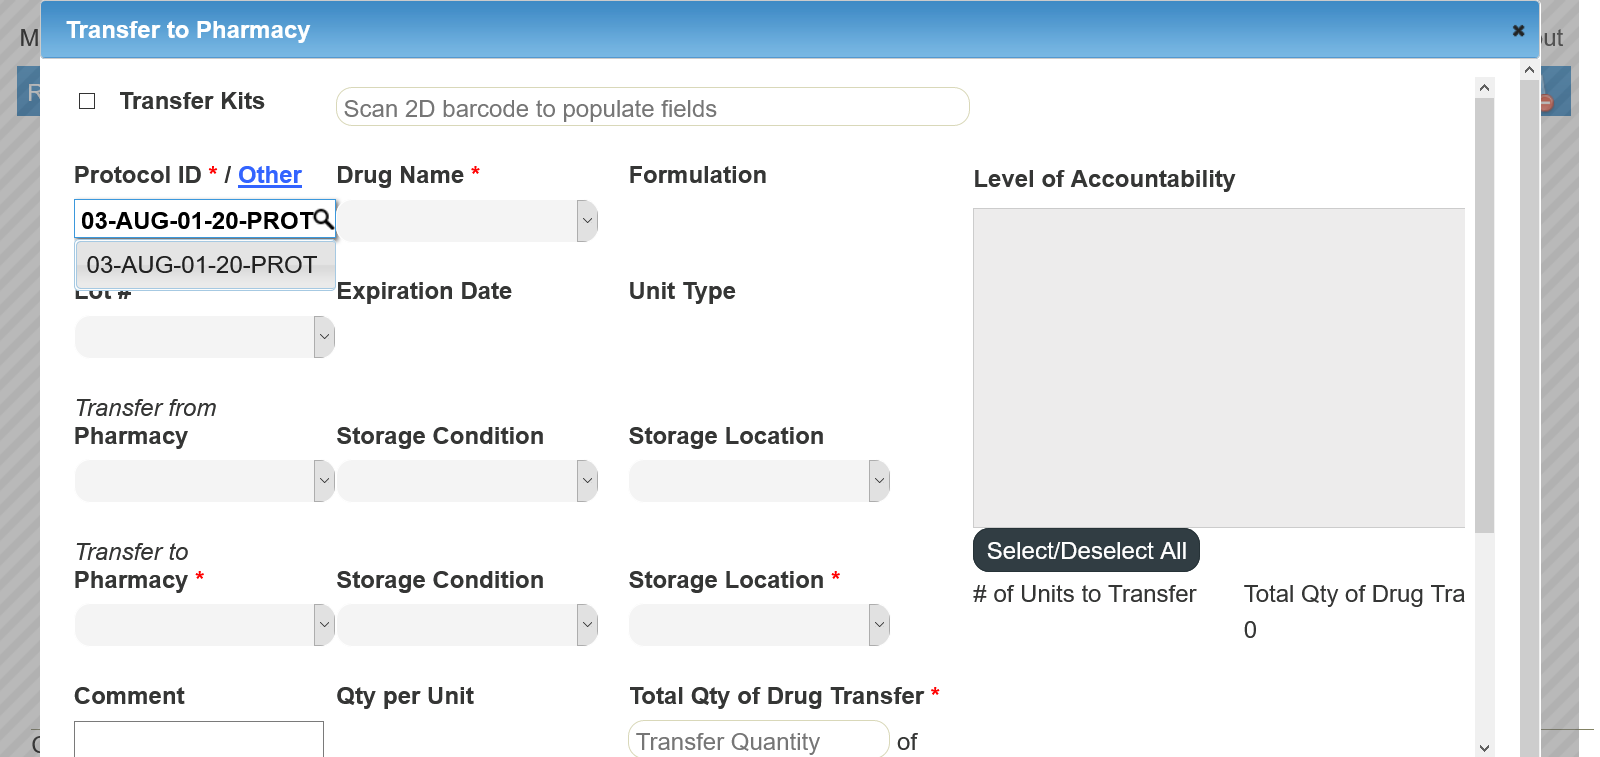 Transfer to Pharmacy
Transfer Kits
Scan 2D barcode to populate fields
Protocol ID * / Other
Drug Name *
Formulation
Level of Accountability
03-AUG-01-20-PROT
03-AUG-01-20-PROT
Lot #
Expiration Date
Unit Type
Transfer from
Pharmacy
Storage Condition
Storage Location
Transfer to
Pharmacy *
Storage Condition
Storage Location *
Select/Deselect All
# of Units to Transfer
Total Qty of Drug Tra
0
Comment
Qty per Unit
Total Qty of Drug Transfer *
Transfer Quantity
of